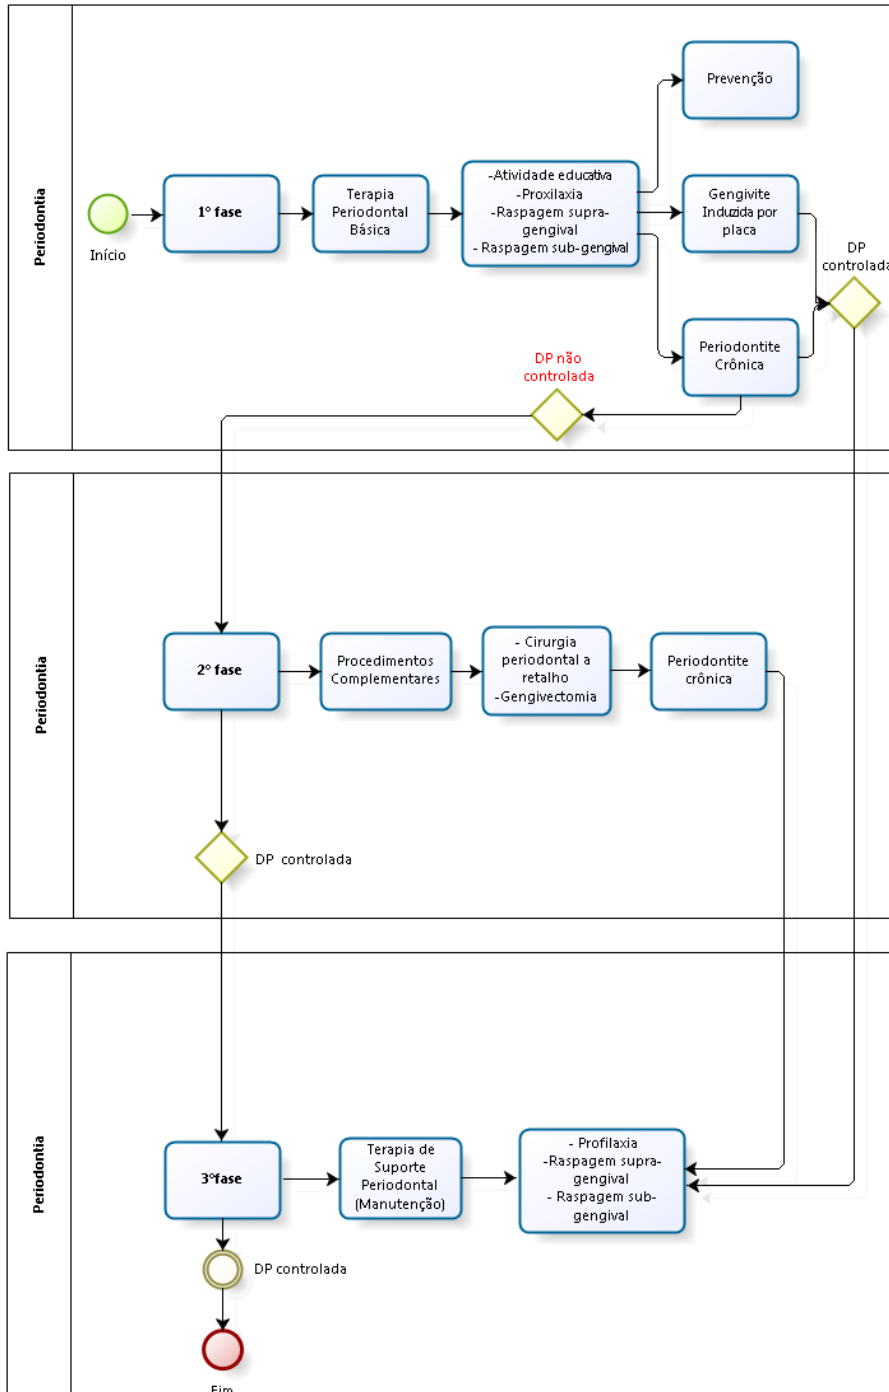 Periodontia
Início
1° fase
Terapia
Periodontal
Básica
-Atividade educativa
-Proxilaxia
-Raspagem supra-
gengival
- Raspagem sub-gengival
Prevenção
Gengivite
Induzida por
placa
Periodontite
Crônica
DP
controlada
DP não
controlada
Periodontia
2° fase
Procedimentos
Complementares
- Cirurgia
periodontal a
retalho
-Gengivectomia
Periodontite
crônica
DP controlada
Periodontia
3°fase
Terapia de
Suporte
Periodontal
(Manutenção)
- Profilaxia
-Raspagem supra-
gengival
- Raspagem sub-
gengival
DP controlada
Fim